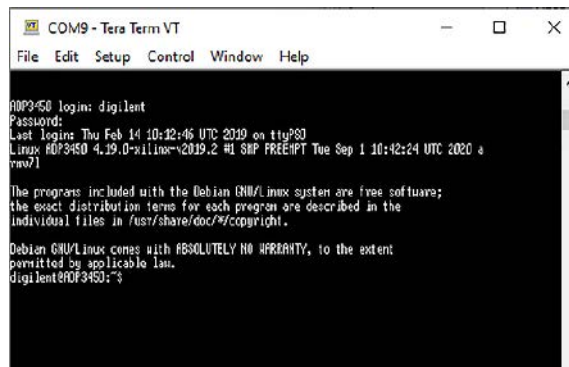 COM9 - Tera Term VT
File Edit Setup Control Window Help
ADP3450 login: digilent
Password:
Last login: Thu Feb 14 10:12:46 UTC 2019 on ttyPS0
Linux ADP3450 4.19.0-xilinx-v2019.2 #1 SMP PREEMPT Tue Sep 1 10:42:24 UTC 2020 a
rmv7l
The programs included with the Debian GNU/Linux system are free software;
the exact distribution terms for each program are described in the
individual files in /usr/share/doc/*/copyright.
Debian GNU/Linux comes with ABSOLUTELY NO WARRANTY, to the extent
permitted by applicable law.
digilent@ADP3450:~$